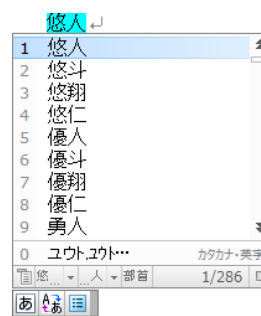 悠人
1 悠人
2 悠斗
3 悠翔
4 悠仁
5 優人
6 優斗
7 優翔
8 優仁
9 勇人
0 ユウト,ユウト… カタカナ・英字
悠... ...人 部首 1/286
あ